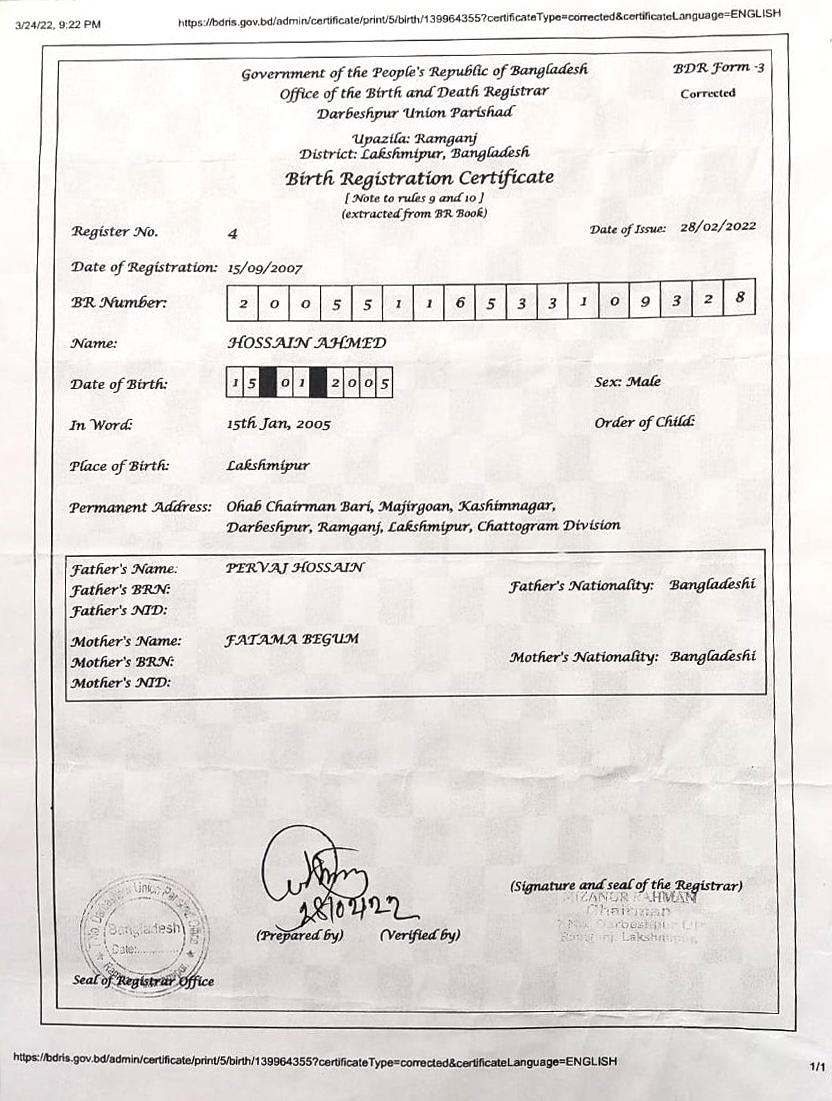 3/24/22, 9:22 PM
https://bdris.gov.bd/admin/certificate/print/5/birth/139964355?certificateType=corrected&certificateLanguage=ENGLISH
Government of the People's Republic of Bangladesh
BDR Form -3
Office of the Birth and Death Registrar
Corrected
Darbeshpur Union Parishad
Upazila: Ramganj
District: Lakshmipur, Bangladesh
Birth Registration Certificate
[ Note to rules 9 and 10 ]
(extracted from BR Book)
Register No. 4
Date of Issue: 28/02/2022
Date of Registration: 15/09/2007
BR Number: 2 0 0 5 5 1 1 6 5 3 3 1 0 9 3 2 8
Name: HOSSAIN AHMED
Date of Birth: 1 5 0 1 2 0 0 5
Sex: Male
In Word: 15th Jan, 2005
Order of Child:
Place of Birth: Lakshmipur
Permanent Address: Ohab Chairman Bari, Majirgoan, Kashimnagar,
Darbeshpur, Ramganj, Lakshmipur, Chattogram Division
Father's Name: PERVAJ HOSSAIN
Father's BRN:
Father's Nationality: Bangladeshi
Father's NID:
Mother's Name: FATAMA BEGUM
Mother's BRN:
Mother's Nationality: Bangladeshi
Mother's NID:
28/02/22
(Prepared by) (Verified by)
(Signature and seal of the Registrar)
MIZANUR RAHMAN
Chairman
Darbeshpur UP
Ramganj, Lakshmipur
Union Parishad
Bangladesh
Date:
Seal of Registrar Office
https://bdris.gov.bd/admin/certificate/print/5/birth/139964355?certificateType=corrected&certificateLanguage=ENGLISH
1/1